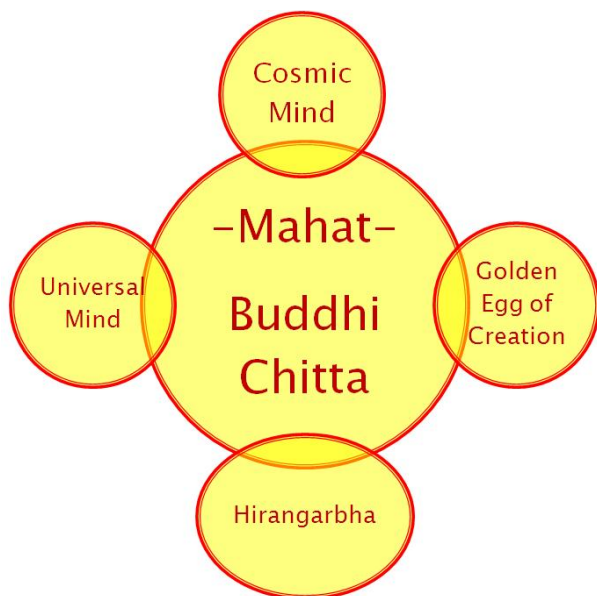 Cosmic
Mind
-Mahat-
Buddhi
Chitta
Universal
Mind
Golden
Egg of
Creation
Hirangarbha